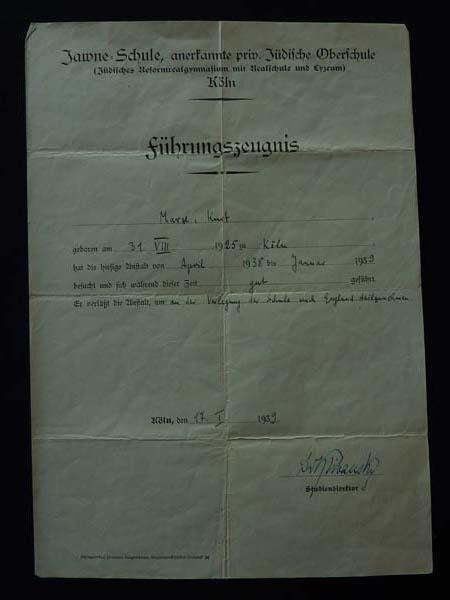 Jawne-Schule, anerkannte priv. Jüdische Oberschule
(Jüdisches Reformrealgymnasium mit Realschule und Lyzeum)
Köln
Führungszeugnis
Marx, Kurt
geboren am 31 VIII 1925 zu Köln
hat die hiesige Anstalt von April 1938 bis Januar 1939
besucht und sich während dieser Zeit gut geführt.
Er verläßt die Anstalt, um an der Verlegung der Schule nach England teilzunehmen
Köln, den 17. I 1939
Dr Klibansky
Studiendirektor